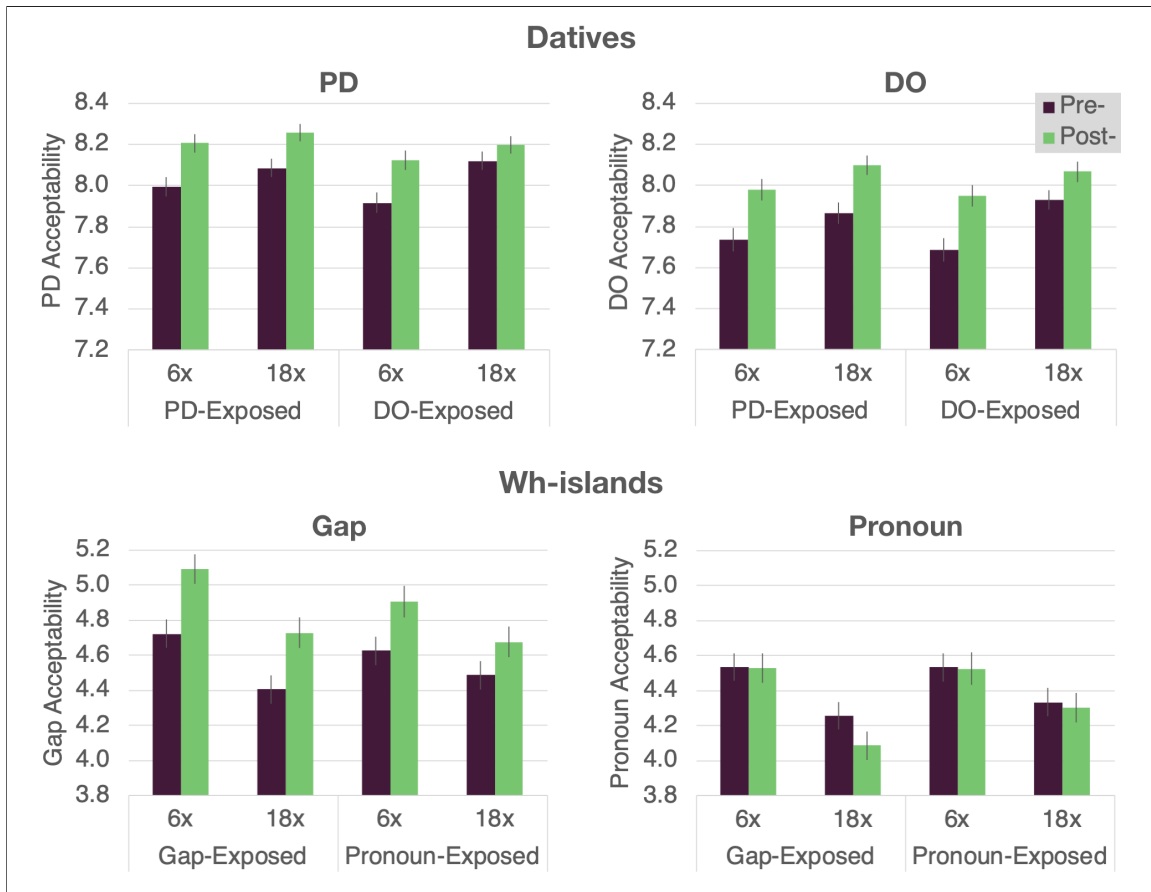 Datives
PD
DO
8.4
8.2
8.0
7.8
7.6
7.4
7.2
PD Acceptability
6x 18x 6x 18x
PD-Exposed DO-Exposed
8.4
8.2
8.0
7.8
7.6
7.4
7.2
DO Acceptability
Pre-
Post-
6x 18x 6x 18x
PD-Exposed DO-Exposed
Wh-islands
Gap
Pronoun
5.2
5.0
4.8
4.6
4.4
4.2
4.0
3.8
Gap Acceptability
6x 18x 6x 18x
Gap-Exposed Pronoun-Exposed
5.2
5.0
4.8
4.6
4.4
4.2
4.0
3.8
Pronoun Acceptability
6x 18x 6x 18x
Gap-Exposed Pronoun-Exposed